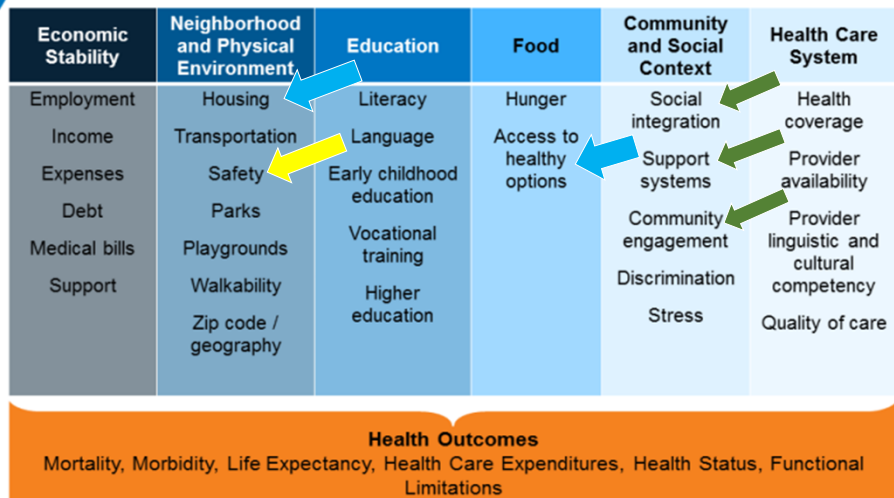 Economic
Stability
Neighborhood
and Physical
Environment
Education
Food
Community
and Social
Context
Health Care
System
Employment
Income
Expenses
Debt
Medical bills
Support
Housing
Transportation
Safety
Parks
Playgrounds
Walkability
Zip code /
geography
Literacy
Language
Early childhood
education
Vocational
training
Higher
education
Hunger
Access to
healthy
options
Social
integration
Support
systems
Community
engagement
Discrimination
Stress
Health
coverage
Provider
availability
Provider
linguistic and
cultural
competency
Quality of care
Health Outcomes
Mortality, Morbidity, Life Expectancy, Health Care Expenditures, Health Status, Functional
Limitations